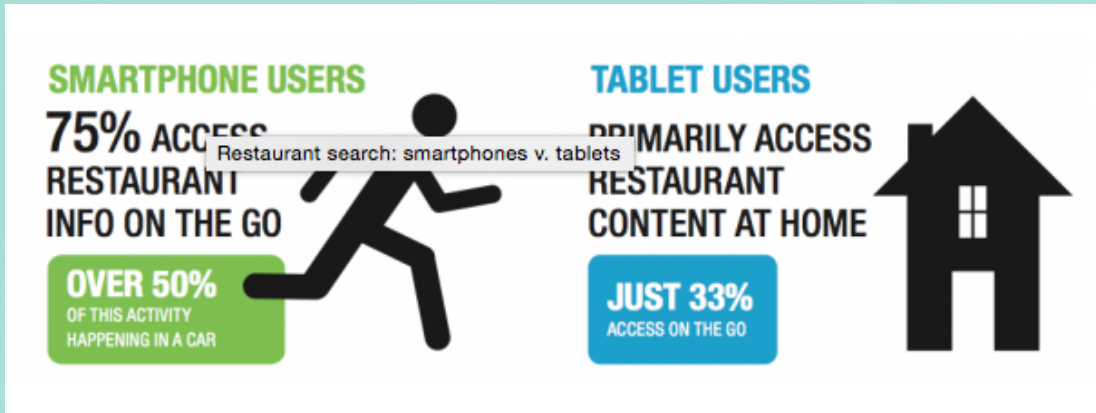 SMARTPHONE USERS
75% ACCESS
RESTAURANT
INFO ON THE GO
OVER 50%
OF THIS ACTIVITY
HAPPENING IN A CAR
Restaurant search: smartphones v. tablets
TABLET USERS
PRIMARILY ACCESS
RESTAURANT
CONTENT AT HOME
JUST 33%
ACCESS ON THE GO